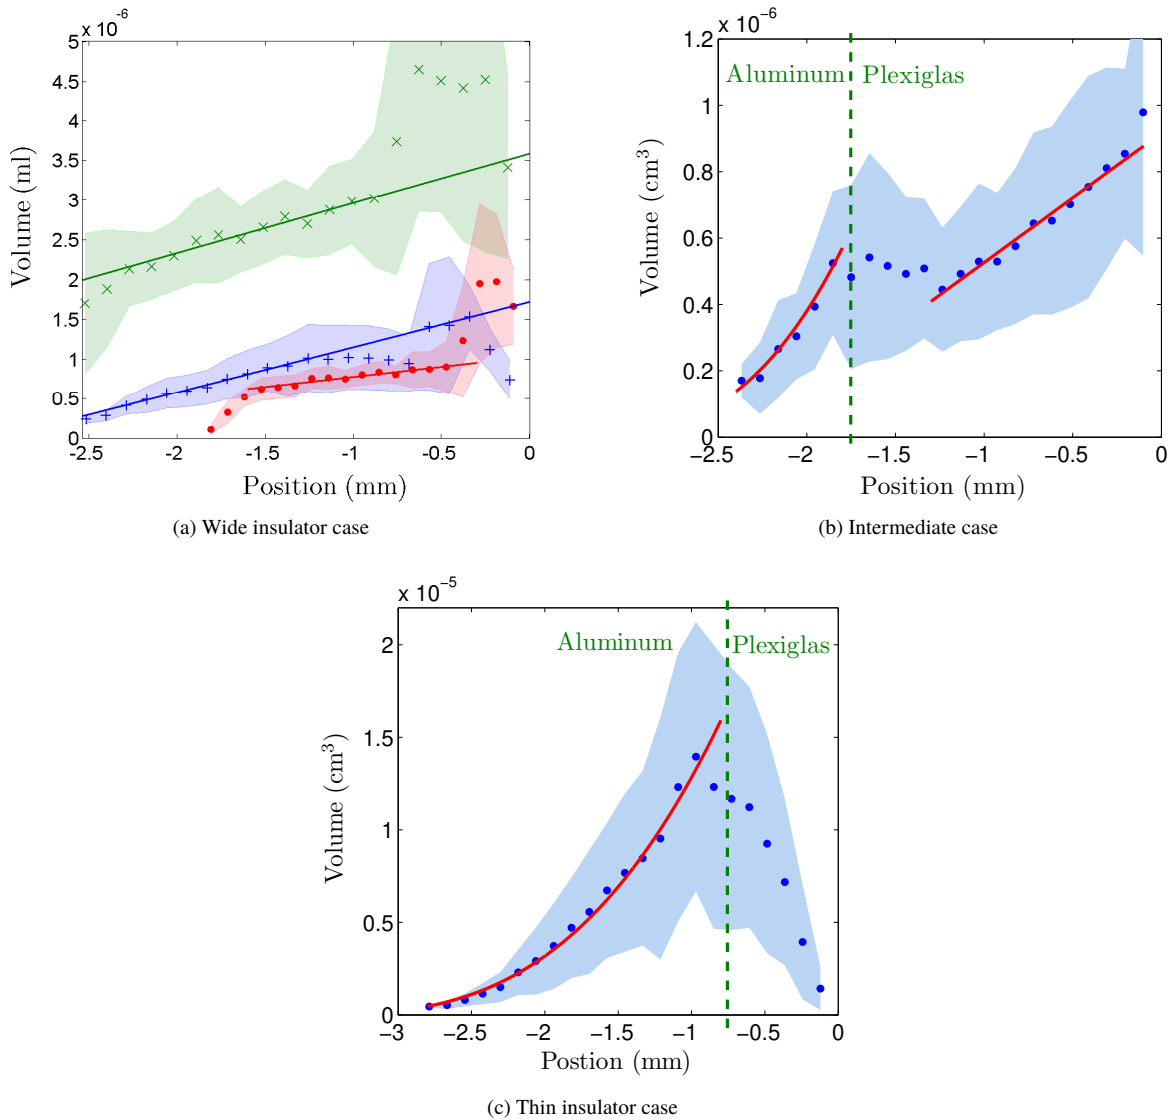 x 10⁻⁶
5
4.5
4
3.5
3
2.5
2
1.5
1
0.5
0
Volume (ml)
-2.5 -2 -1.5 -1 -0.5 0
Position (mm)
(a) Wide insulator case
x 10⁻⁶
1.2
1
0.8
0.6
0.4
0.2
0
Volume (cm³)
Aluminum Plexiglas
−2.5 −2 −1.5 −1 −0.5 0
Position (mm)
(b) Intermediate case
x 10⁻⁵
2
1.5
1
0.5
0
Volume (cm³)
Aluminum Plexiglas
−3 −2.5 −2 −1.5 −1 −0.5 0
Postion (mm)
(c) Thin insulator case